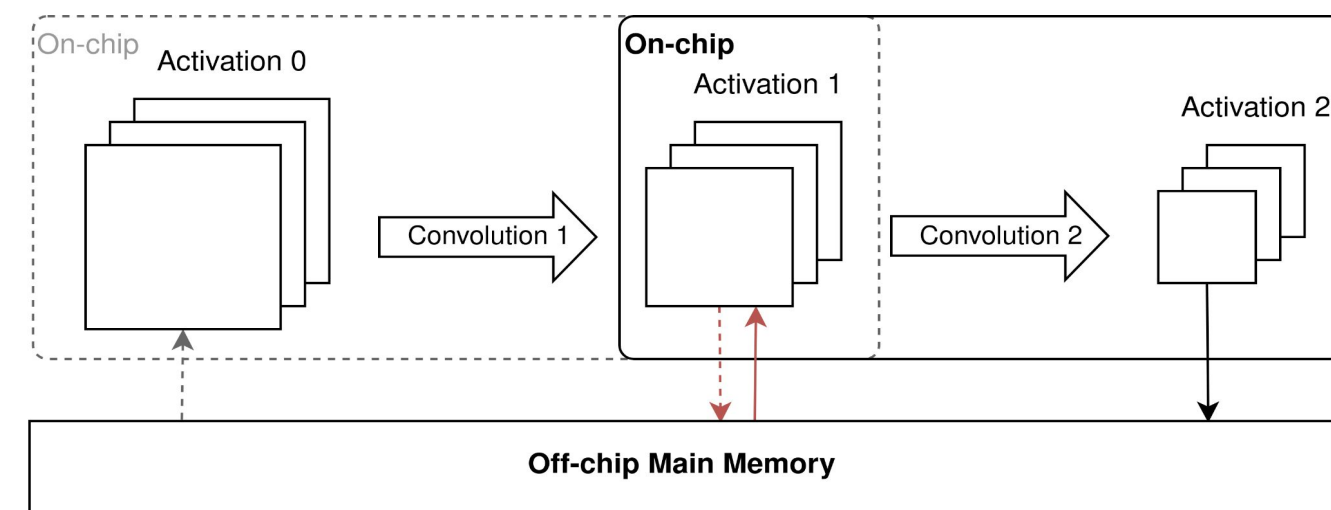 On-chip
Activation 0
On-chip
Activation 1
Activation 2
Convolution 1
Convolution 2
Off-chip Main Memory